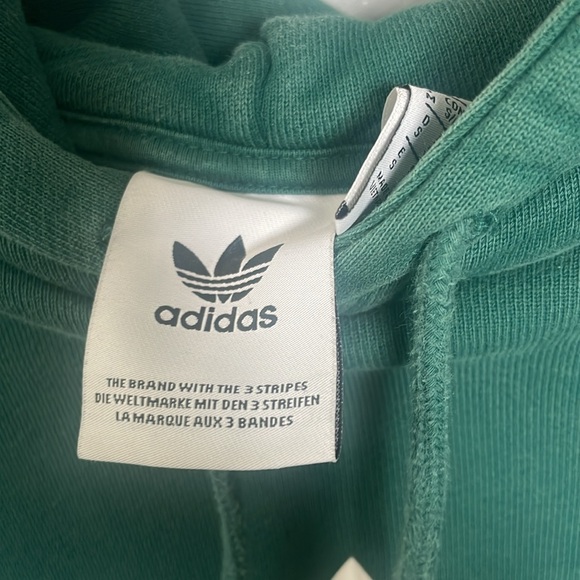 adidas
THE BRAND WITH THE 3 STRIPES
DIE WELTMARKE MIT DEN 3 STREIFEN
LA MARQUE AUX 3 BANDES